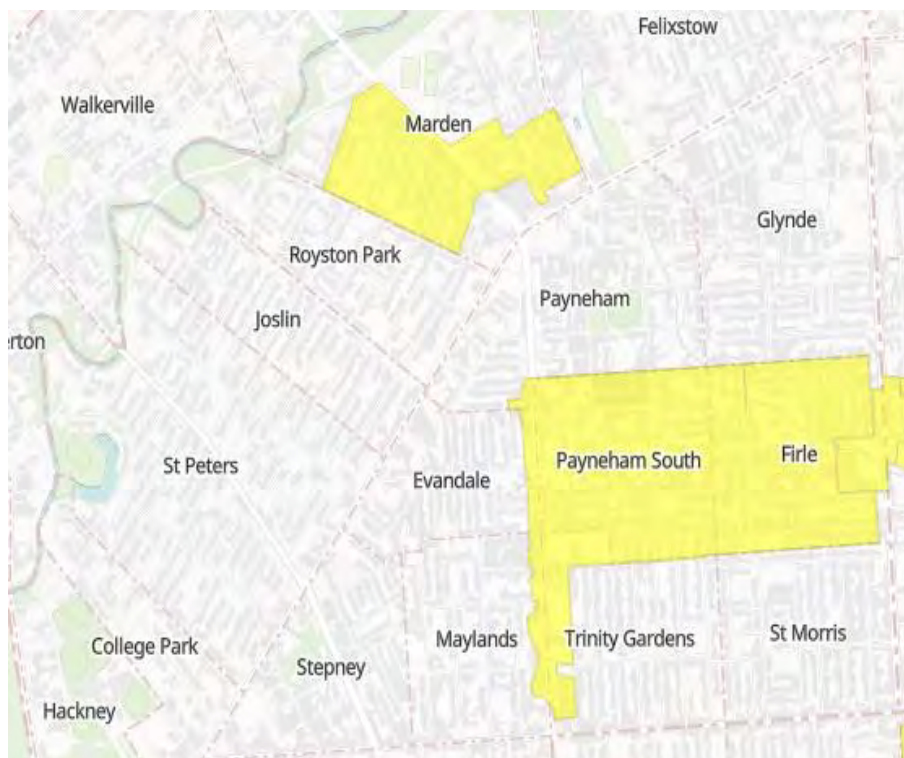 Felixstow
Walkerville
Marden
Glynde
Royston Park
Payneham
Joslin
erton
St Peters
Evandale
Payneham South
Firle
College Park
Stepney
Maylands
Trinity Gardens
St Morris
Hackney